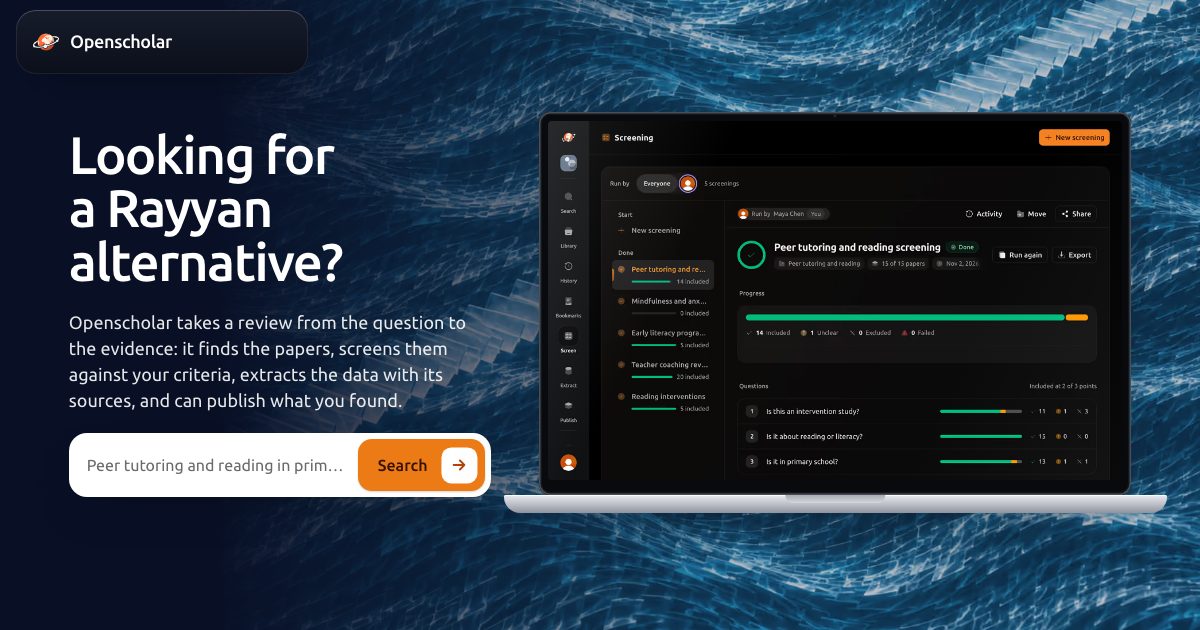 Openscholar
Looking for
a Rayyan
alternative?
Openscholar takes a review from the question to
the evidence: it finds the papers, screens them
against your criteria, extracts the data with its
sources, and can publish what you found.
Peer tutoring and reading in prim...
Search
Screening
New screening
Run by
Everyone
5 screenings
Search
Library
History
Bookmarks
Screen
Extract
Publish
Start
New screening
Done
Peer tutoring and re...
14 included
Mindfulness and anx...
0 included
Early literacy progra...
5 included
Teacher coaching rev...
20 included
Reading interventions
5 included
Run by Maya Chen You
Activity
Move
Share
Peer tutoring and reading screening
Done
Peer tutoring and reading
15 of 15 papers
Nov 2, 2026
Run again
Export
Progress
14 Included
1 Unclear
0 Excluded
0 Failed
Questions
Included at 2 of 3 points
1 Is this an intervention study? 11 1 3
2 Is it about reading or literacy? 15 0 0
3 Is it in primary school? 13 1 1